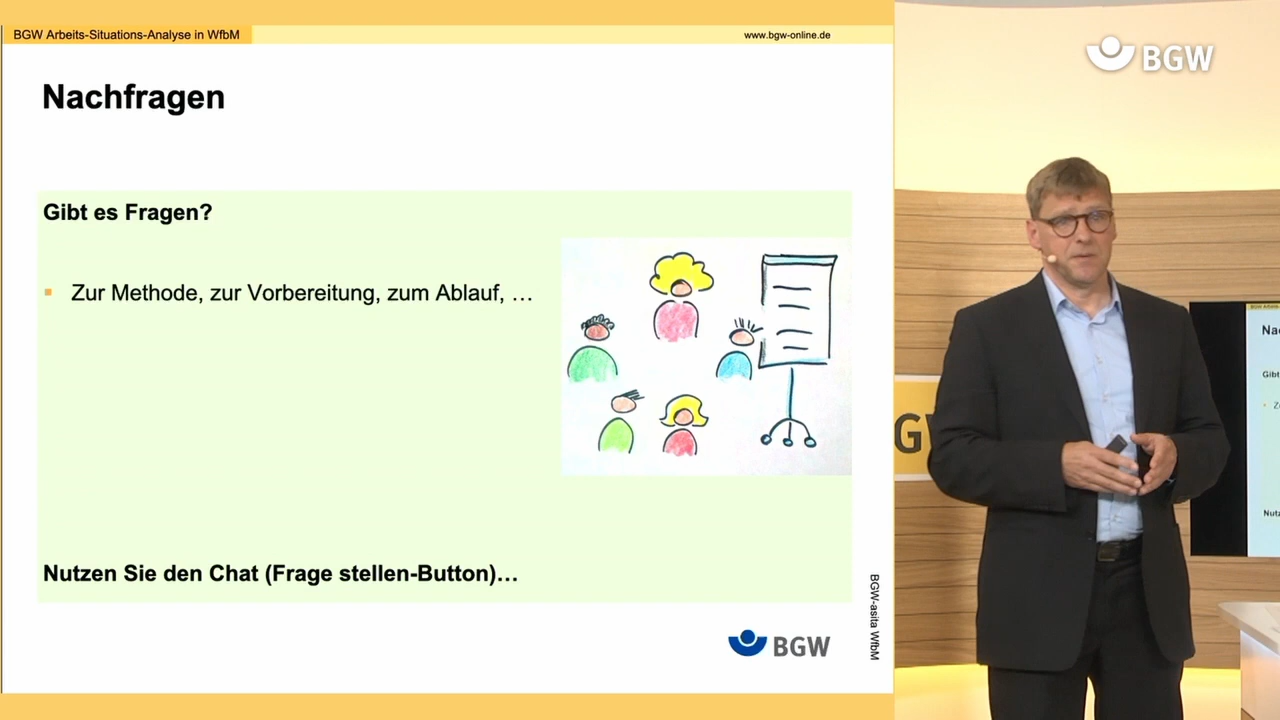 BGW Arbeits-Situations-Analyse in WfbM
www.bgw-online.de
BGW
Nachfragen
Gibt es Fragen?
Zur Methode, zur Vorbereitung, zum Ablauf, …
Nutzen Sie den Chat (Frage stellen-Button)…
BGW-asita WfbM
BGW